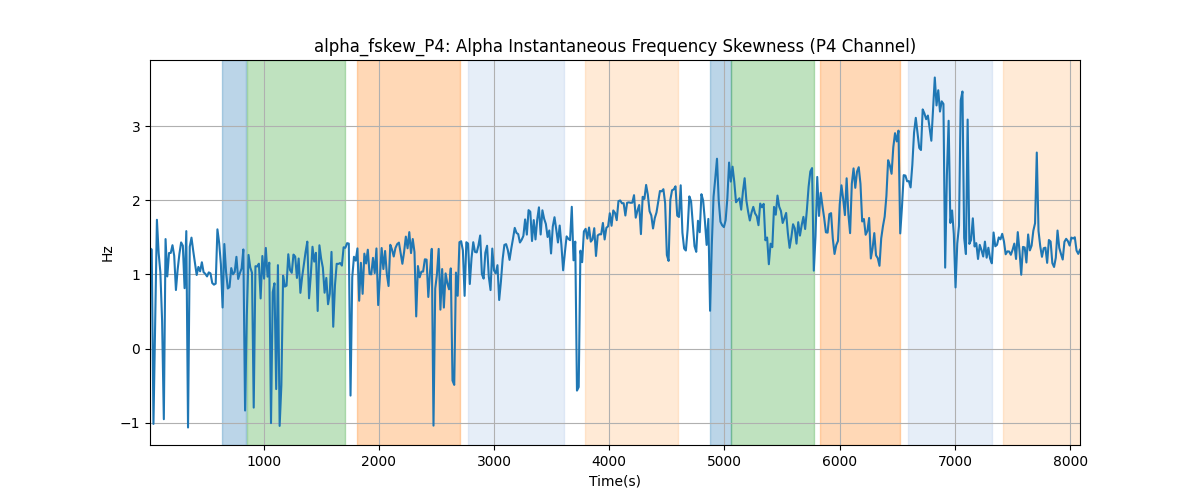 alpha_fskew_P4: Alpha Instantaneous Frequency Skewness (P4 Channel)
Hz
3
2
1
0
−1
1000 2000 3000 4000 5000 6000 7000 8000
Time(s)